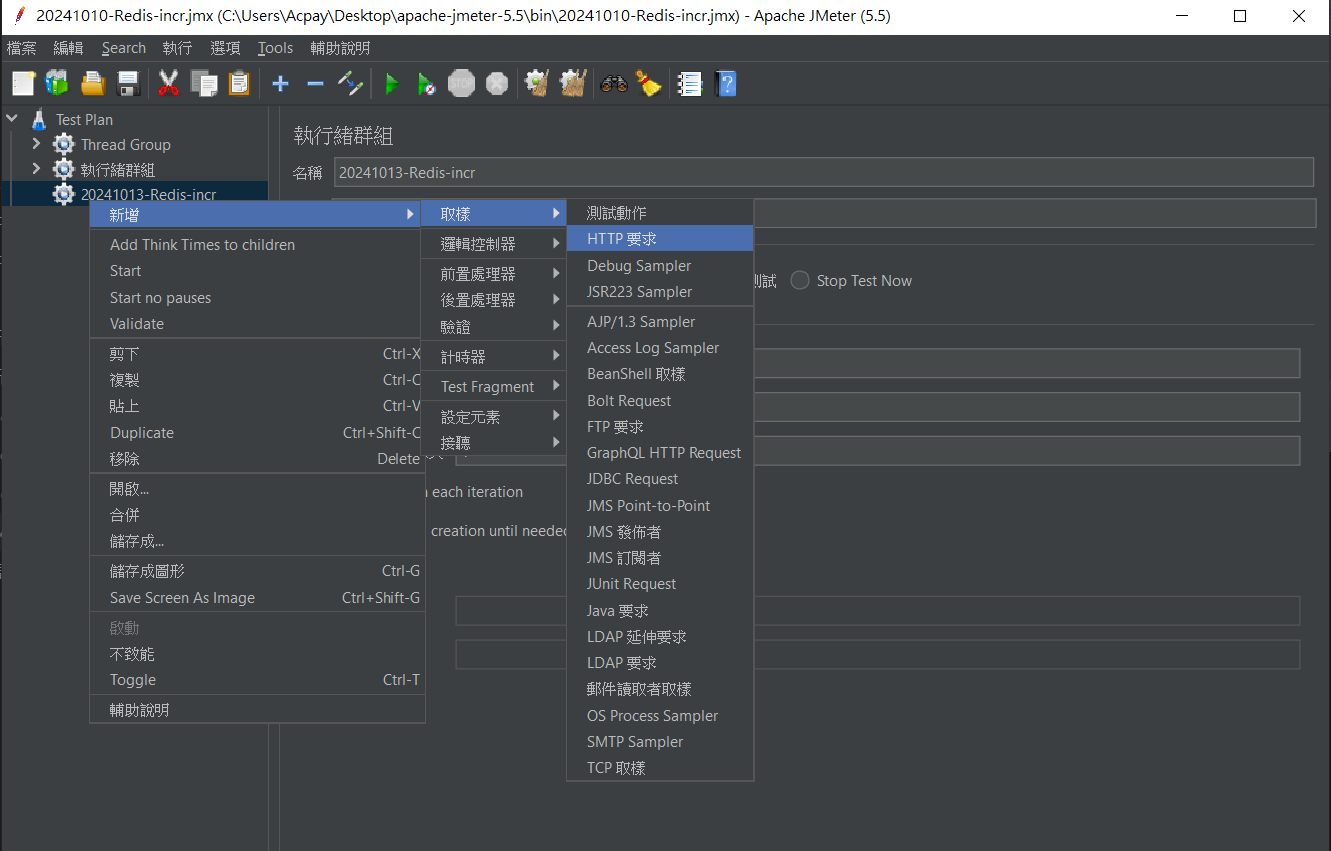 20241010-Redis-incr.jmx (C:\Users\Acpay\Desktop\apache-jmeter-5.5\bin\20241010-Redis-incr.jmx) - Apache JMeter (5.5)
檔案 編輯 Search 執行 選項 Tools 輔助說明
STOP
Test Plan
Thread Group
執行緒群組
20241013-Redis-incr
執行緒群組
名稱 20241013-Redis-incr
測試 Stop Test Now
each iteration
creation until needed
新增
Add Think Times to children
Start
Start no pauses
Validate
剪下 Ctrl-X
複製 Ctrl-C
貼上 Ctrl-V
Duplicate Ctrl+Shift-C
移除 Delete
開啟...
合併
儲存成...
儲存成圖形 Ctrl-G
Save Screen As Image Ctrl+Shift-G
啟動
不致能
Toggle Ctrl-T
輔助說明
取樣
邏輯控制器
前置處理器
後置處理器
驗證
計時器
Test Fragment
設定元素
接聽
測試動作
HTTP 要求
Debug Sampler
JSR223 Sampler
AJP/1.3 Sampler
Access Log Sampler
BeanShell 取樣
Bolt Request
FTP 要求
GraphQL HTTP Request
JDBC Request
JMS Point-to-Point
JMS 發佈者
JMS 訂閱者
JUnit Request
Java 要求
LDAP 延伸要求
LDAP 要求
郵件讀取者取樣
OS Process Sampler
SMTP Sampler
TCP 取樣